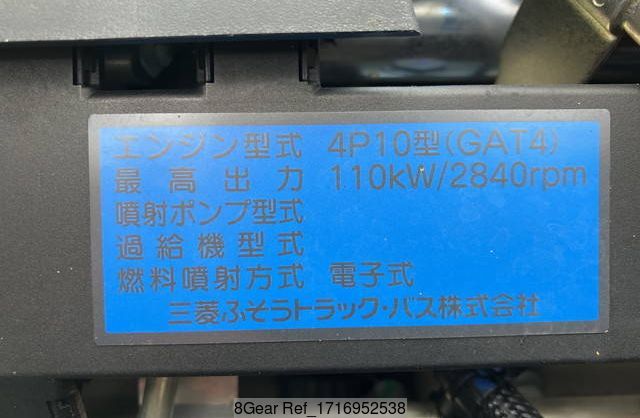 エンジン型式 4P10型(GAT4)
最高出力 110kW/2840rpm
噴射ポンプ型式
過給機型式
燃料噴射方式 電子式
三菱ふそうトラック・バス株式会社
8Gear Ref_1716952538